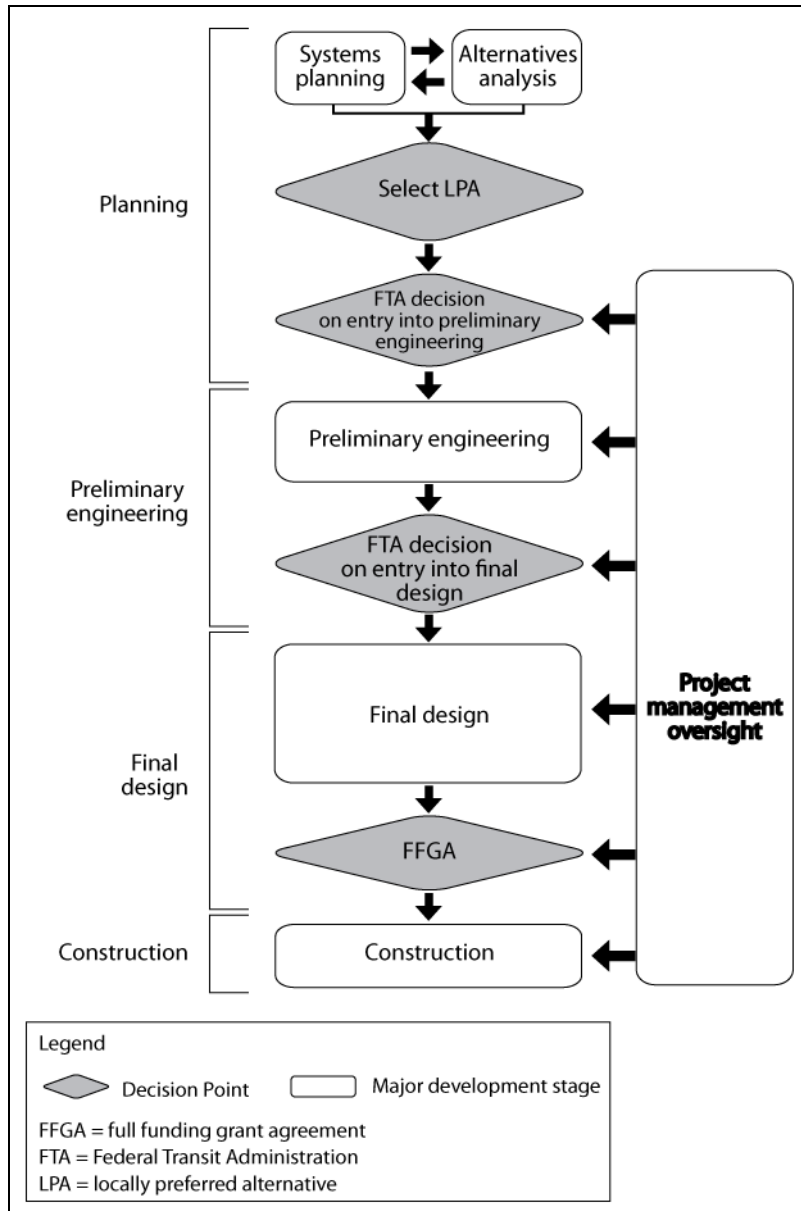 Systems
planning
Alternatives
analysis
Planning
Select LPA
FTA decision
on entry into preliminary
engineering
Preliminary
engineering
Preliminary engineering
FTA decision
on entry into final
design
Final
design
Final design
Project
management
oversight
FFGA
Construction
Construction
Legend
Decision Point
Major development stage
FFGA = full funding grant agreement
FTA = Federal Transit Administration
LPA = locally preferred alternative